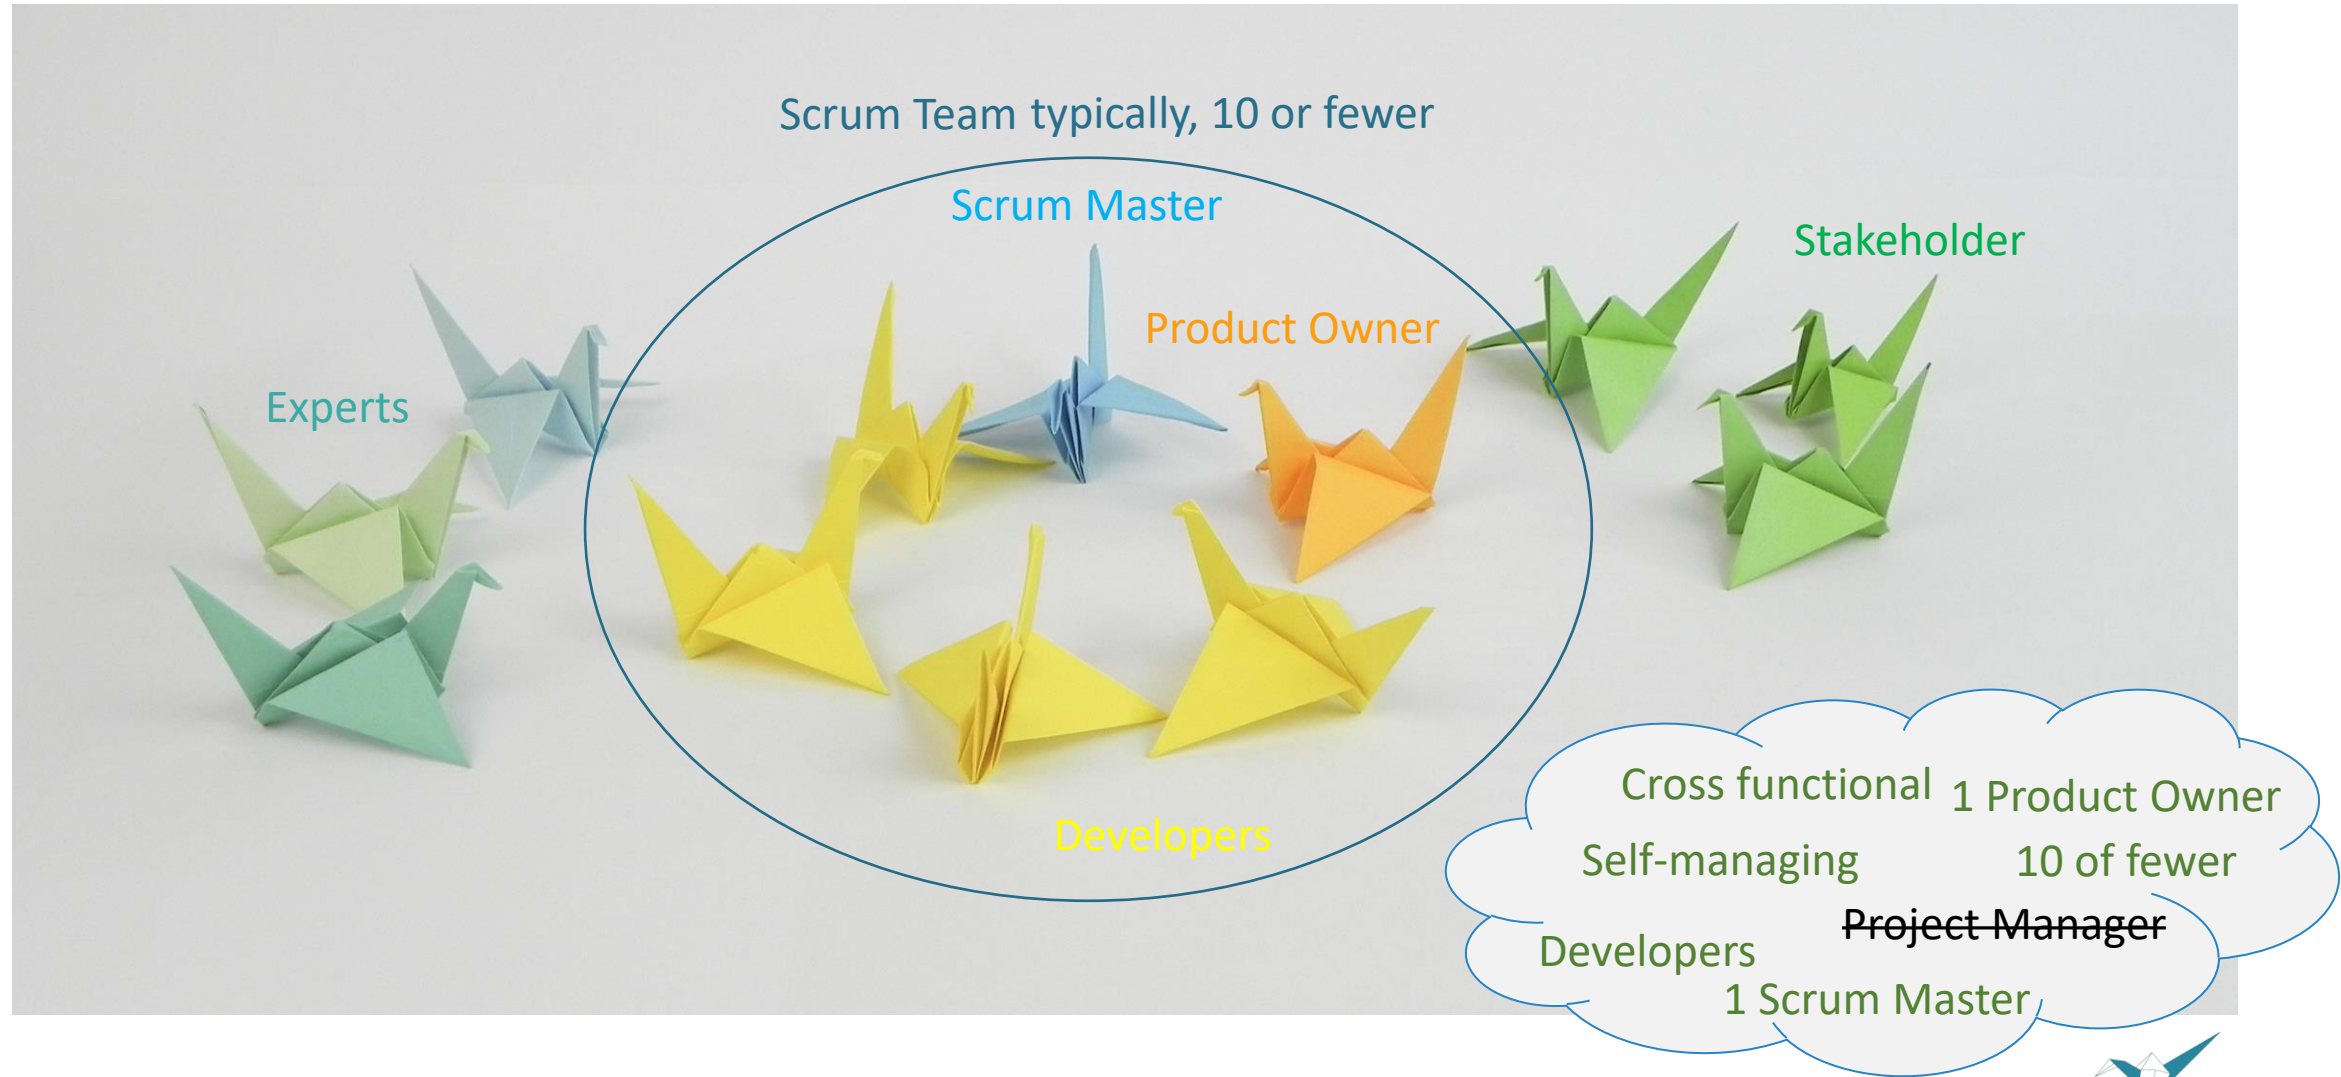 Scrum Team typically, 10 or fewer
Scrum Master
Stakeholder
Product Owner
Experts
Developers
Cross functional
1 Product Owner
Self-managing
10 of fewer
Project Manager
Developers
1 Scrum Master